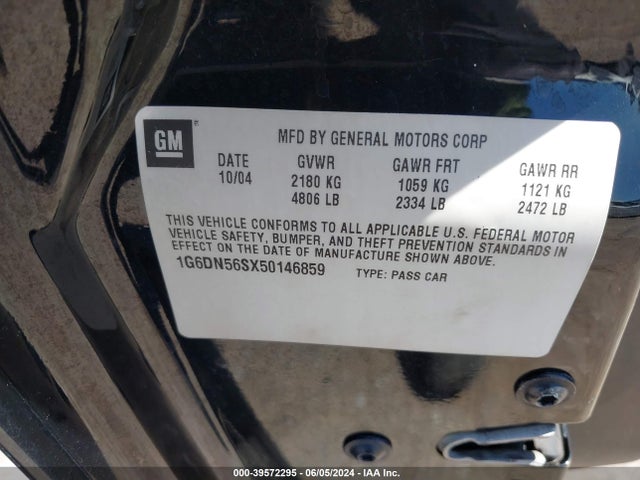 GM
MFD BY GENERAL MOTORS CORP
DATE GVWR GAWR FRT GAWR RR
10/04 2180 KG 1059 KG 1121 KG
4806 LB 2334 LB 2472 LB
THIS VEHICLE CONFORMS TO ALL APPLICABLE U.S. FEDERAL MOTOR
VEHICLE SAFETY, BUMPER, AND THEFT PREVENTION STANDARDS IN
EFFECT ON THE DATE OF MANUFACTURE SHOWN ABOVE.
1G6DN56SX50146859 TYPE: PASS CAR
000-39572295 - 06/05/2024 - IAA Inc.